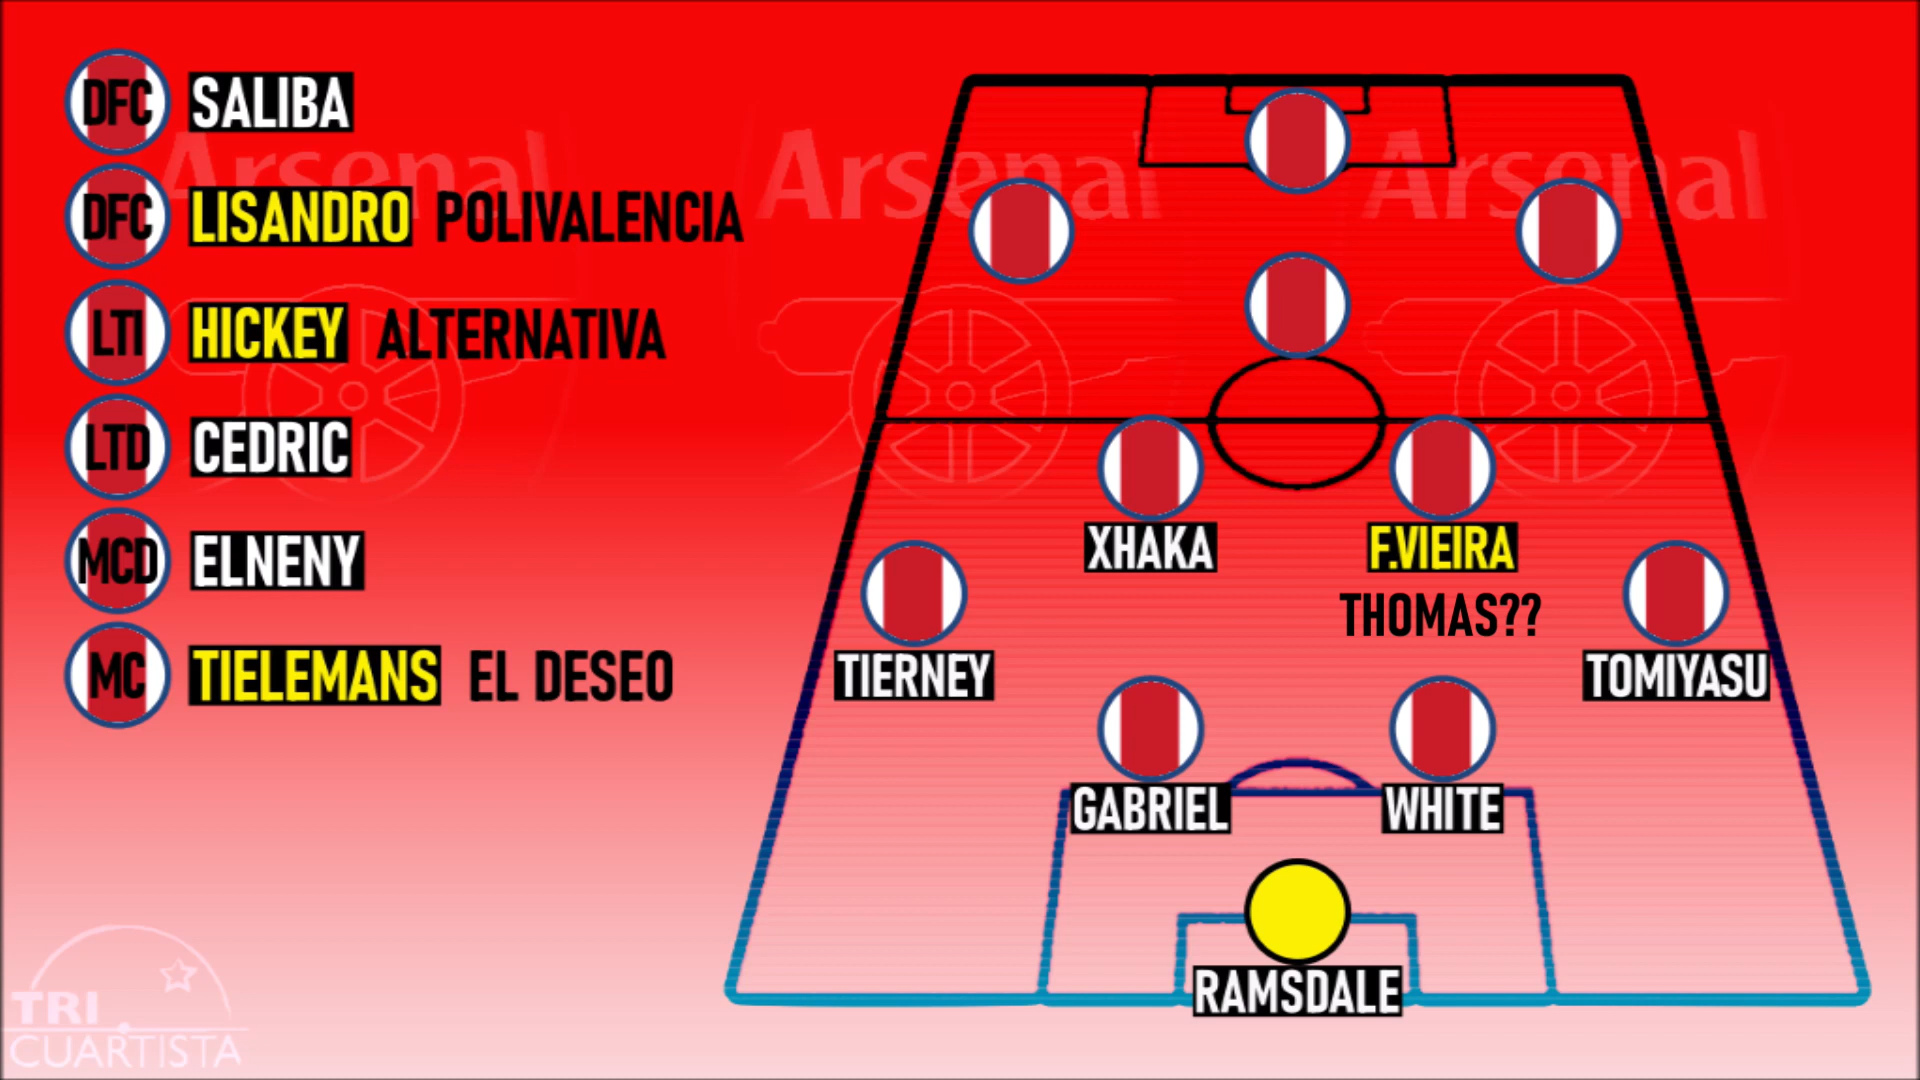 DFC SALIBA
DFC LISANDRO POLIVALENCIA
LTI HICKEY ALTERNATIVA
LTD CEDRIC
MCD ELNENY
MC TIELEMANS EL DESEO
Arsenal Arsenal Arsenal
XHAKA F.VIEIRA
THOMAS??
TIERNEY TOMIYASU
GABRIEL WHITE
RAMSDALE
TRI
CUARTISTA